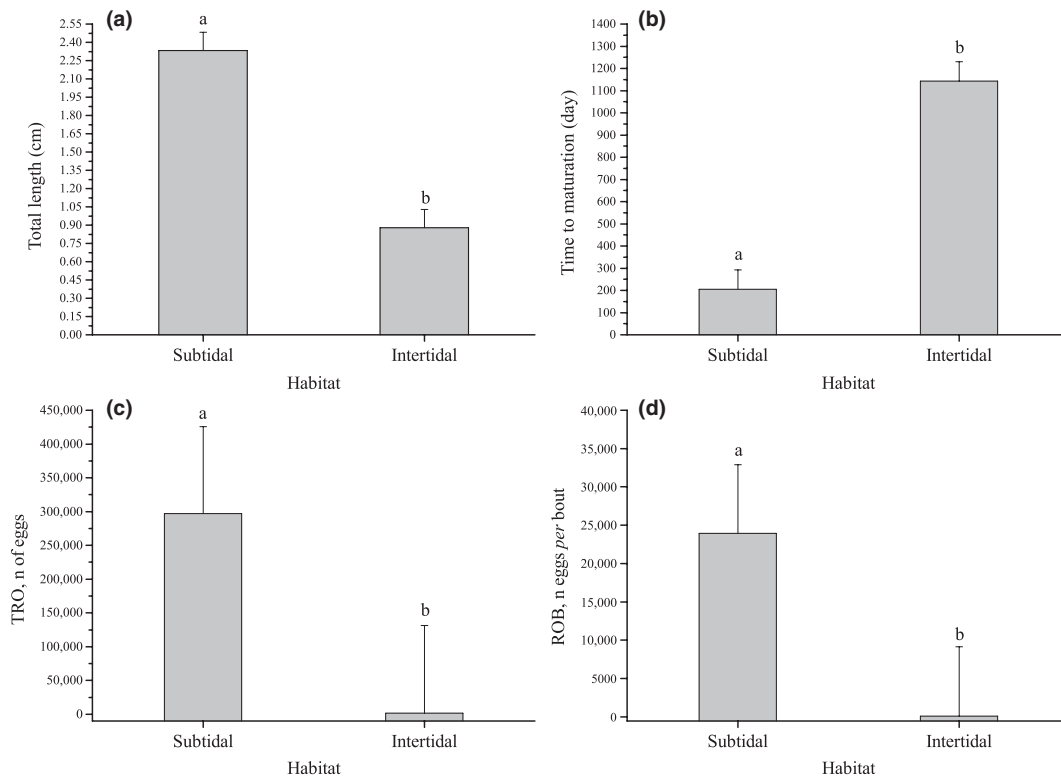 (a)
a
b
Total length (cm)
2.55
2.40
2.25
2.10
1.95
1.80
1.65
1.50
1.35
1.20
1.05
0.90
0.75
0.60
0.45
0.30
0.15
0.00
Subtidal
Intertidal
Habitat
(b)
a
b
Time to maturation (day)
1400
1300
1200
1100
1000
900
800
700
600
500
400
300
200
100
0
Subtidal
Intertidal
Habitat
(c)
a
b
TRO, n of eggs
450,000
400,000
350,000
300,000
250,000
200,000
150,000
100,000
50,000
0
Subtidal
Intertidal
Habitat
(d)
a
b
ROB, n eggs per bout
40,000
35,000
30,000
25,000
20,000
15,000
10,000
5000
0
Subtidal
Intertidal
Habitat